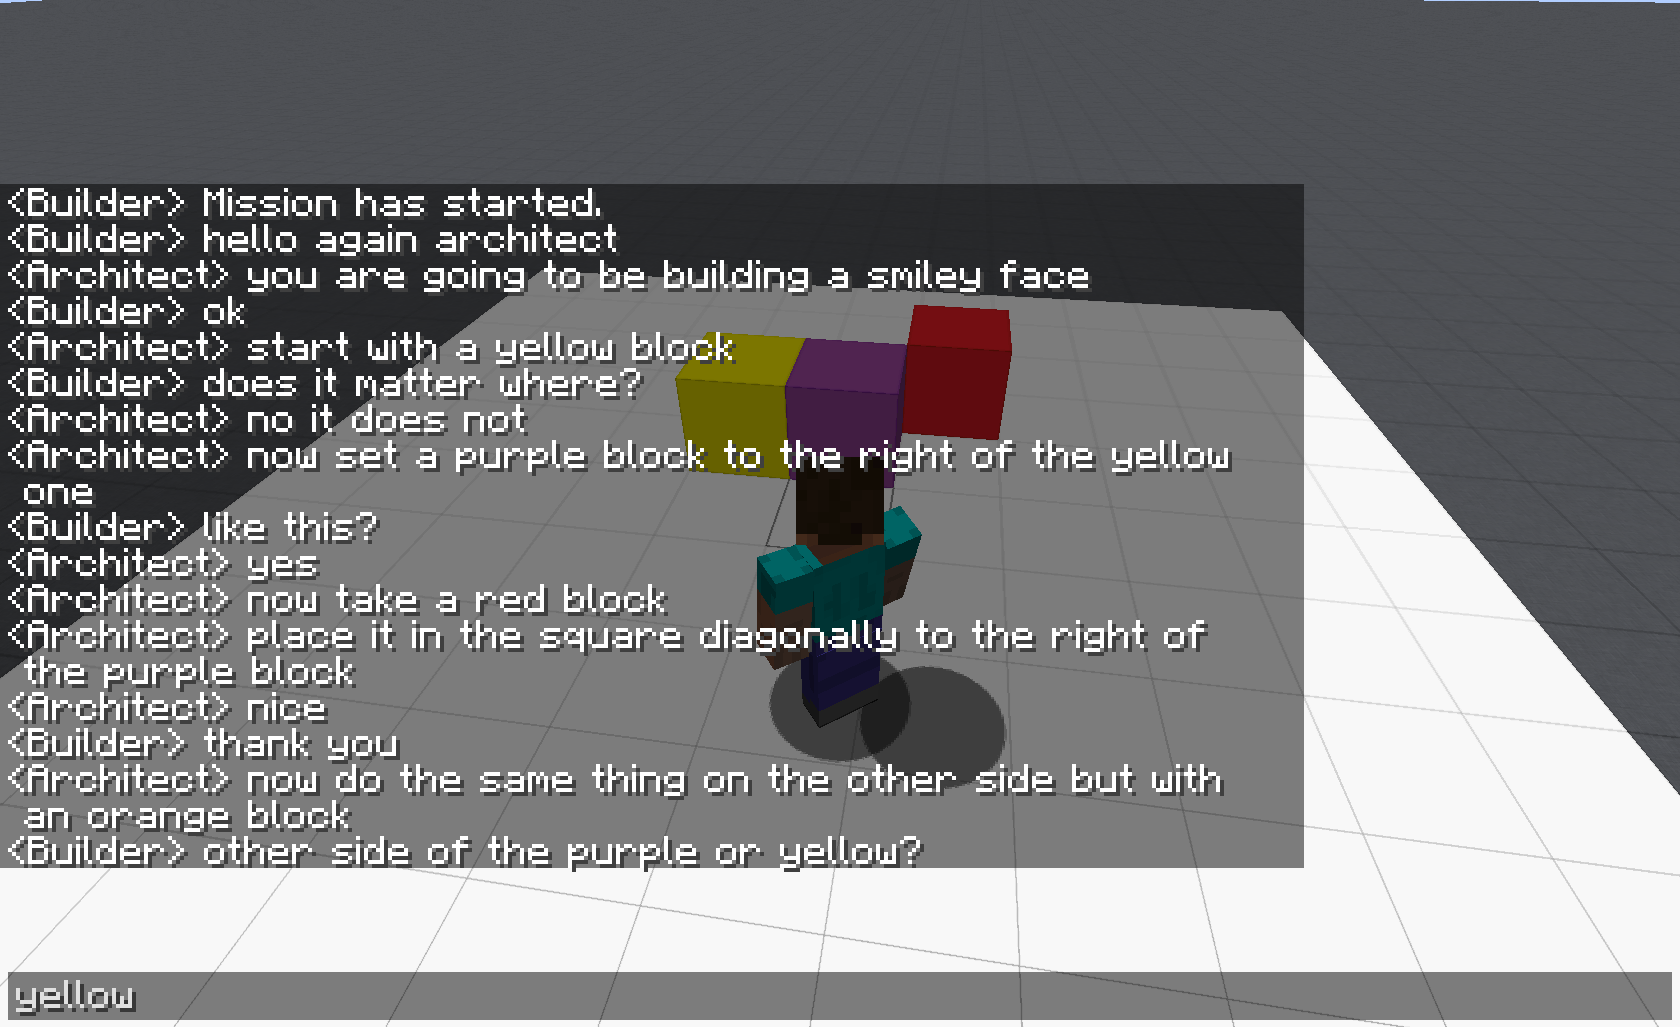 <Builder> Mission has started.
<Builder> hello again architect
<Architect> you are going to be building a smiley face
<Builder> ok
<Architect> start with a yellow block
<Builder> does it matter where?
<Architect> no it does not
<Architect> now set a purple block to the right of the yellow
one
<Builder> like this?
<Architect> yes
<Architect> now take a red block
<Architect> place it in the square diagonally to the right of
the purple block
<Architect> nice
<Builder> thank you
<Architect> now do the same thing on the other side but with
an orange block
<Builder> other side of the purple or yellow?
yellow